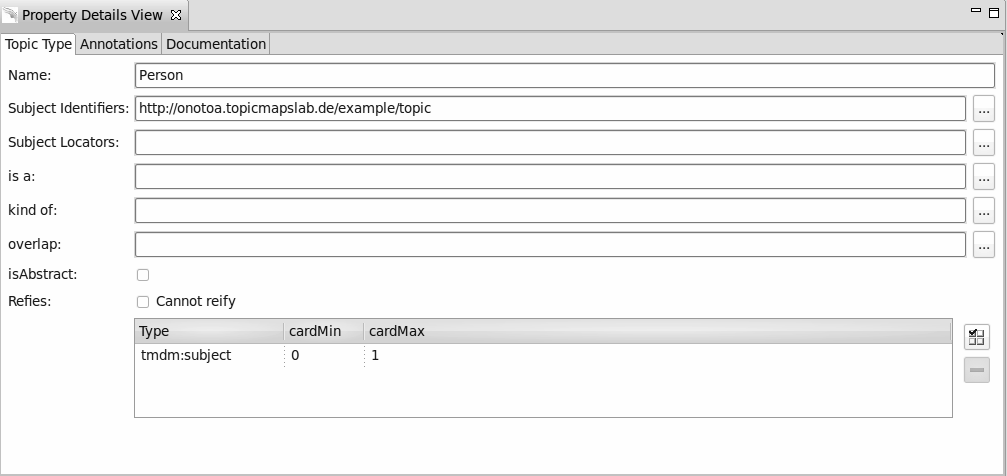 Property Details View
Topic Type Annotations Documentation
Name: Person
Subject Identifiers: http://onotoa.topicmapslab.de/example/topic ...
Subject Locators: ...
is a: ...
kind of: ...
overlap: ...
isAbstract:
Refies: Cannot reify
Type cardMin cardMax
tmdm:subject 0 1